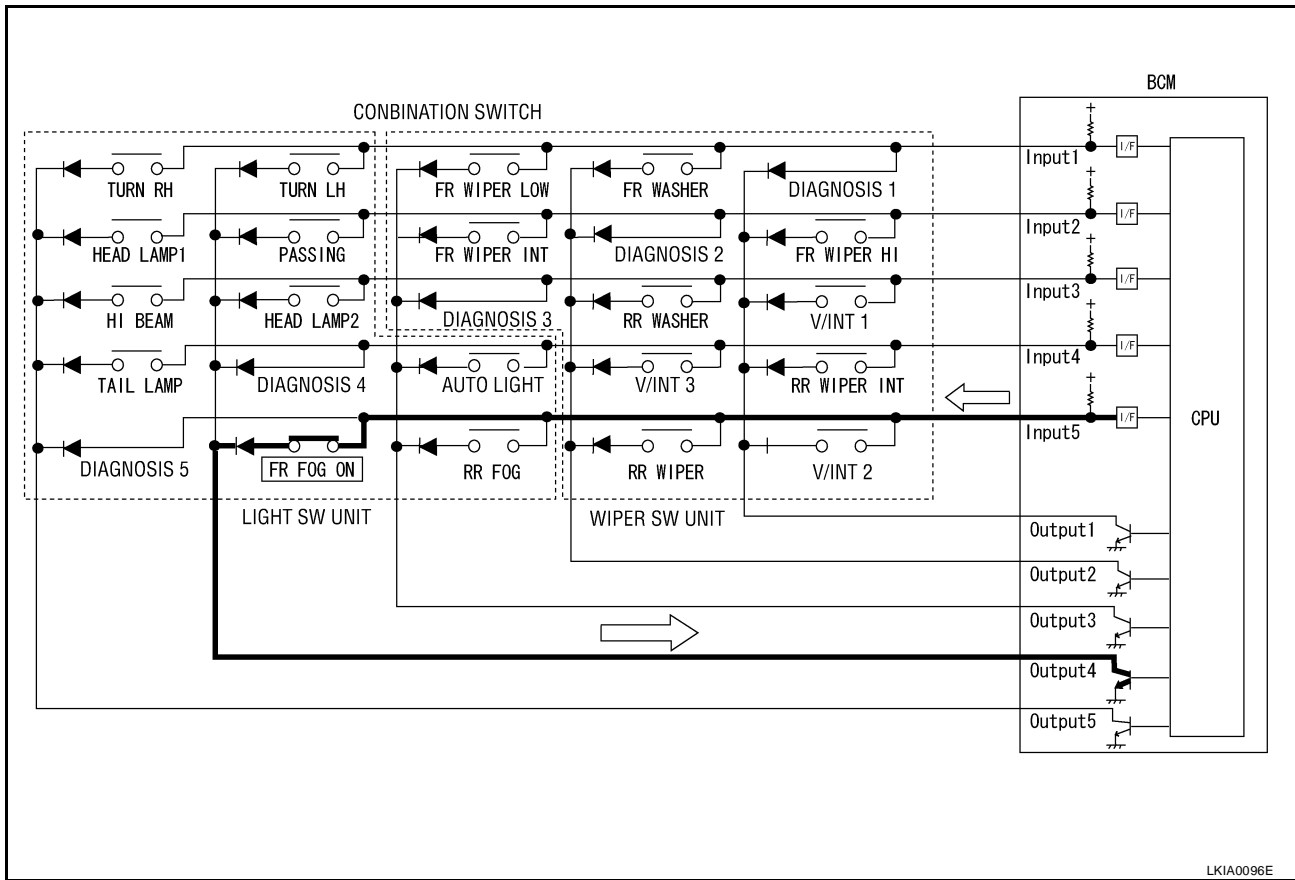 BCM
CONBINATION SWITCH
+
I/F
Input1
TURN RH
TURN LH
FR WIPER LOW
FR WASHER
DIAGNOSIS 1
+
I/F
Input2
HEAD LAMP1
PASSING
FR WIPER INT
DIAGNOSIS 2
FR WIPER HI
+
I/F
Input3
HI BEAM
HEAD LAMP2
DIAGNOSIS 3
RR WASHER
V/INT 1
+
I/F
Input4
TAIL LAMP
DIAGNOSIS 4
AUTO LIGHT
V/INT 3
RR WIPER INT
+
I/F
Input5
CPU
DIAGNOSIS 5
FR FOG ON
RR FOG
RR WIPER
V/INT 2
LIGHT SW UNIT
WIPER SW UNIT
Output1
Output2
Output3
Output4
Output5
LKIA0096E